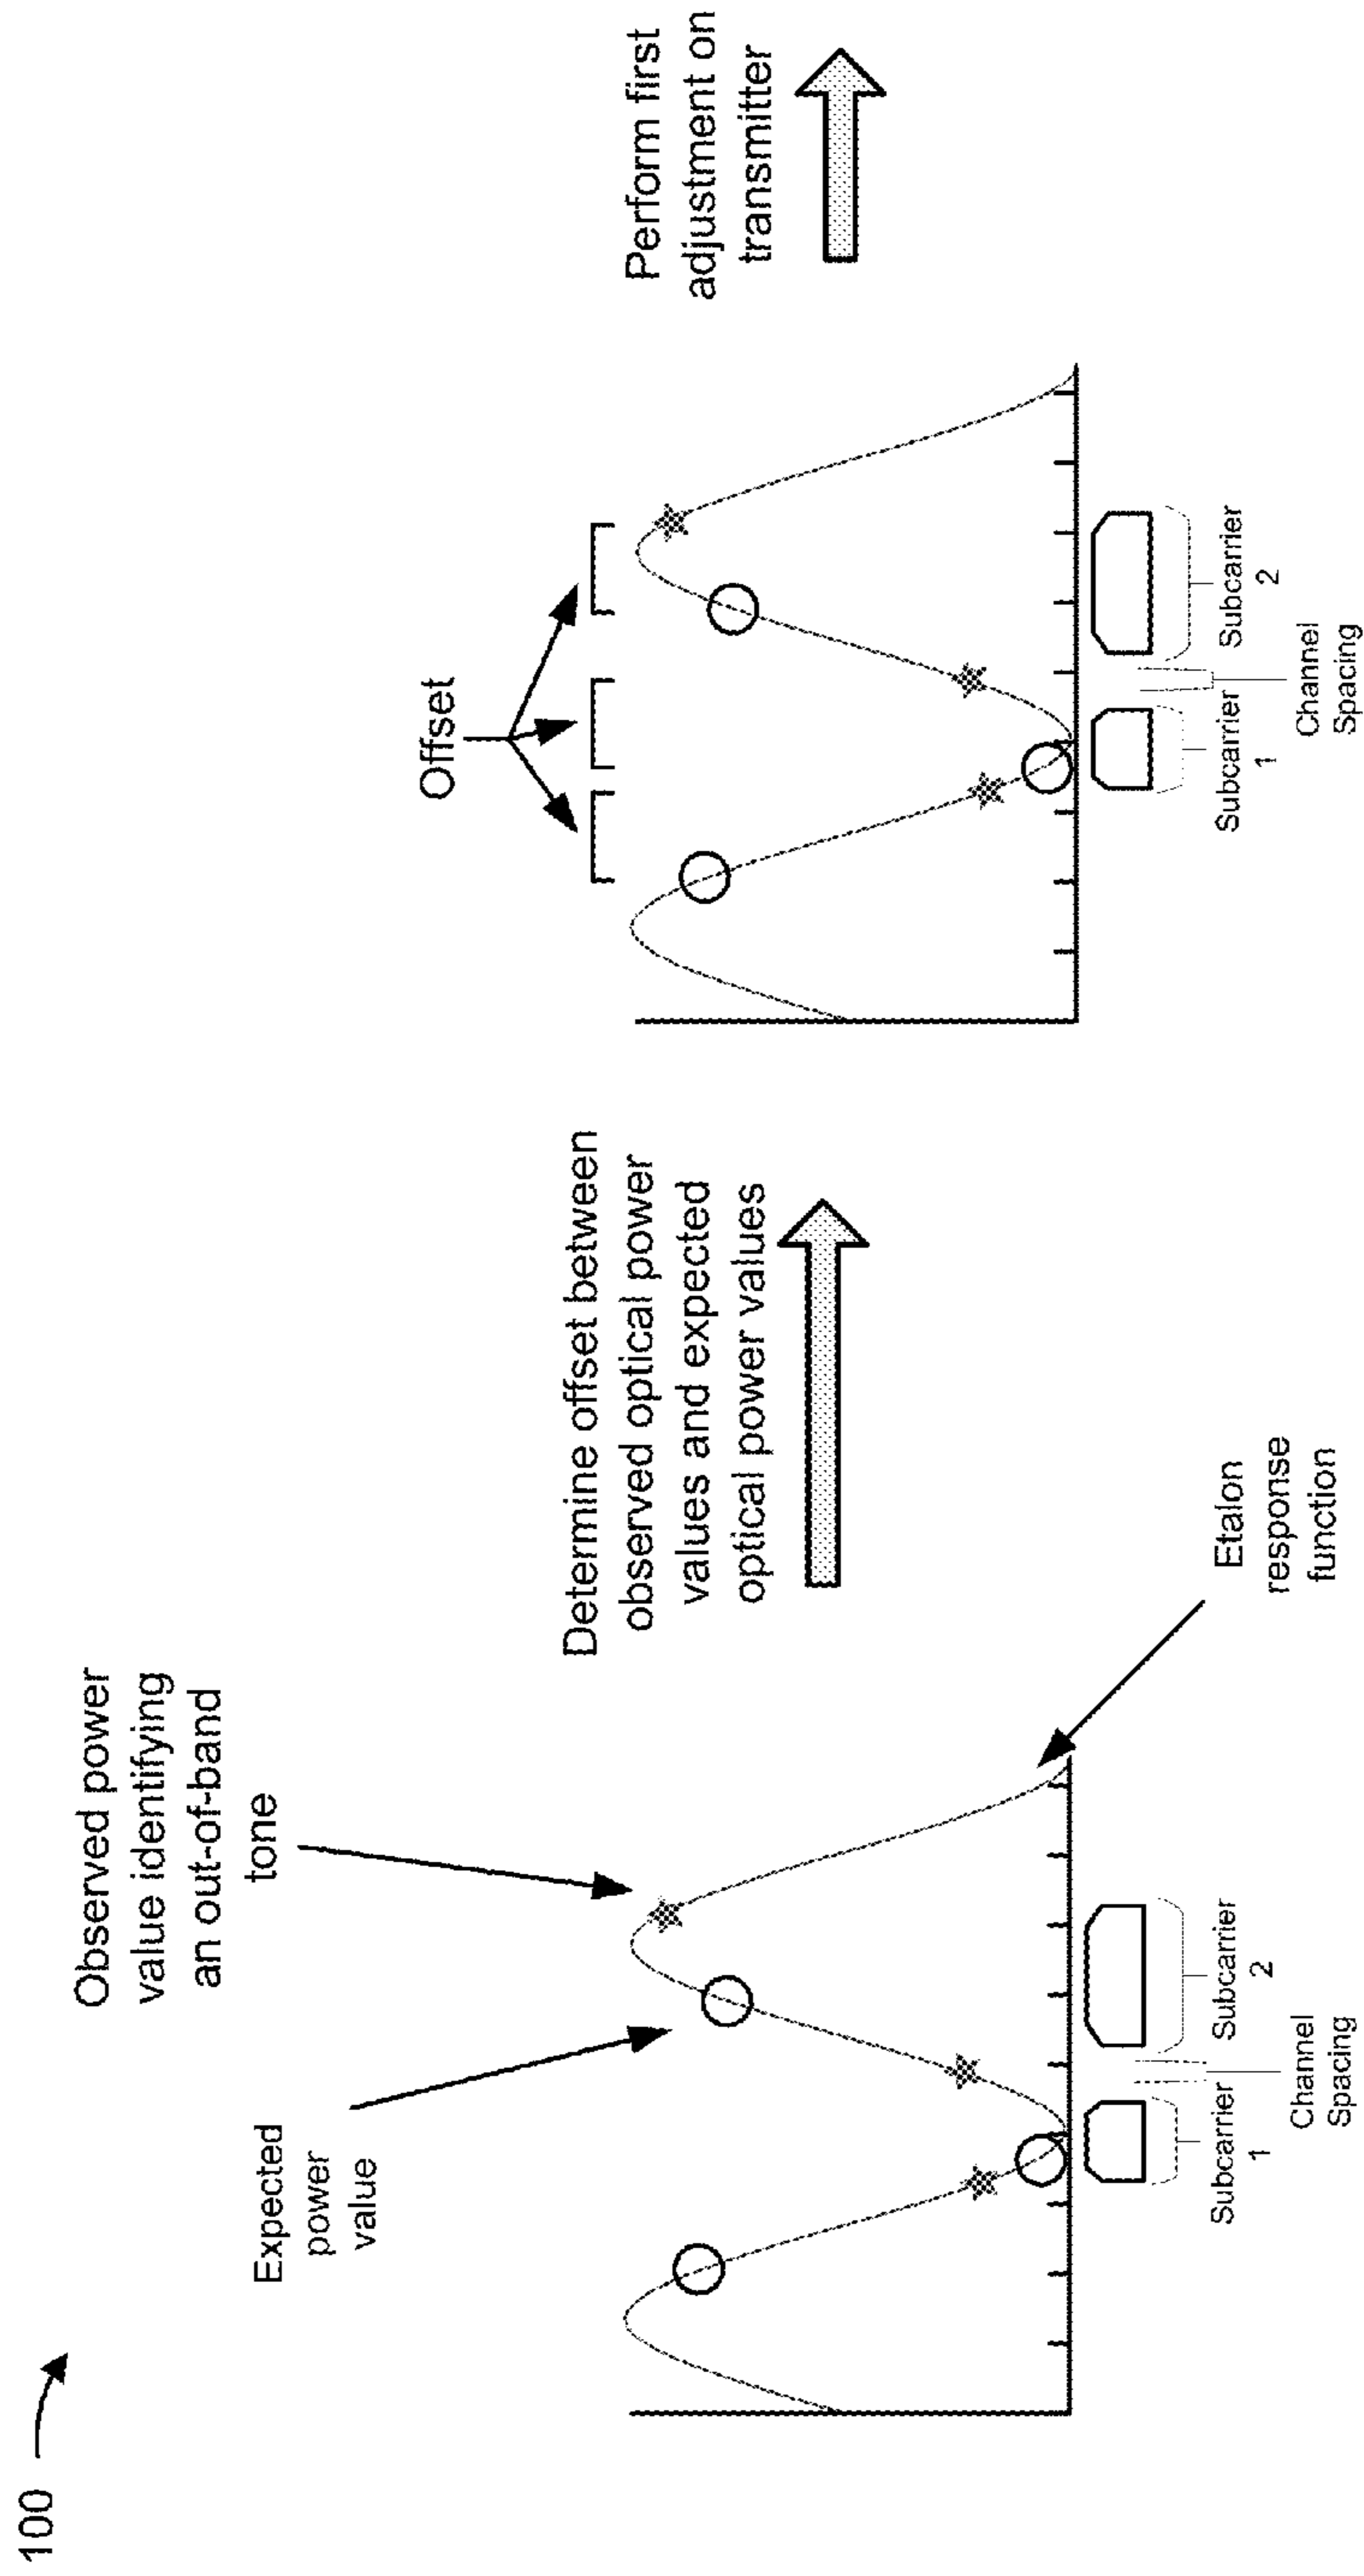 100
Observed power
value identifying
an out-of-band
tone
Expected
power
value
Subcarrier
1
Subcarrier
2
Channel
Spacing
Etalon
response
function
Determine offset between
observed optical power
values and expected
optical power values
Offset
Subcarrier
1
Subcarrier
2
Channel
Spacing
Perform first
adjustment on
transmitter